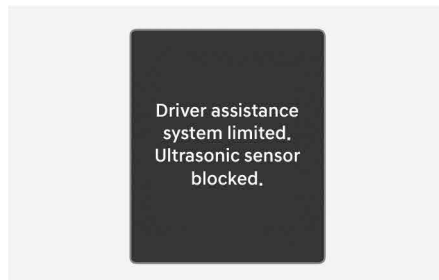 Driver assistance
system limited.
Ultrasonic sensor
blocked.